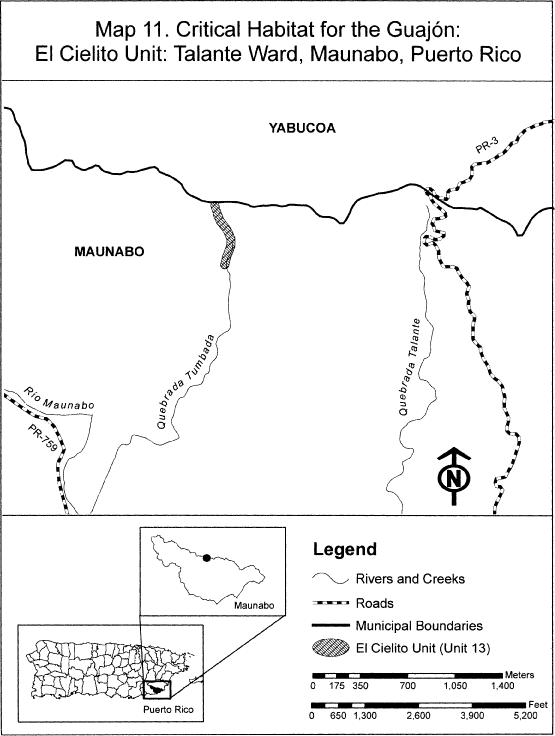 Map 11. Critical Habitat for the Guajón:
El Cielito Unit: Talante Ward, Maunabo, Puerto Rico
YABUCOA
PR-3
MAUNABO
Quebrada Tumbada
Quebrada Talante
Río Maunabo
PR-759
N
Maunabo
Puerto Rico
Legend
Rivers and Creeks
Roads
Municipal Boundaries
El Cielito Unit (Unit 13)
Meters
0 175 350 700 1,050 1,400
Feet
0 650 1,300 2,600 3,900 5,200